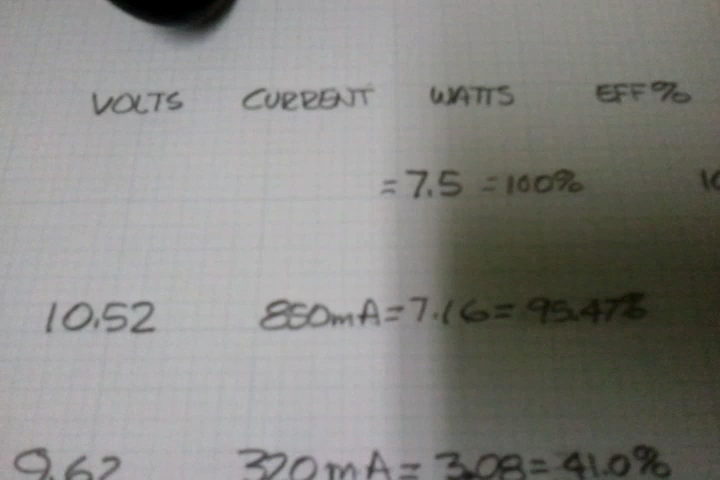 VOLTS CURRENT WATTS EFF%
=7.5 =100%
10.52 850mA=7.16= 95.47%
9.62 320mA= 3.08= 41.0%